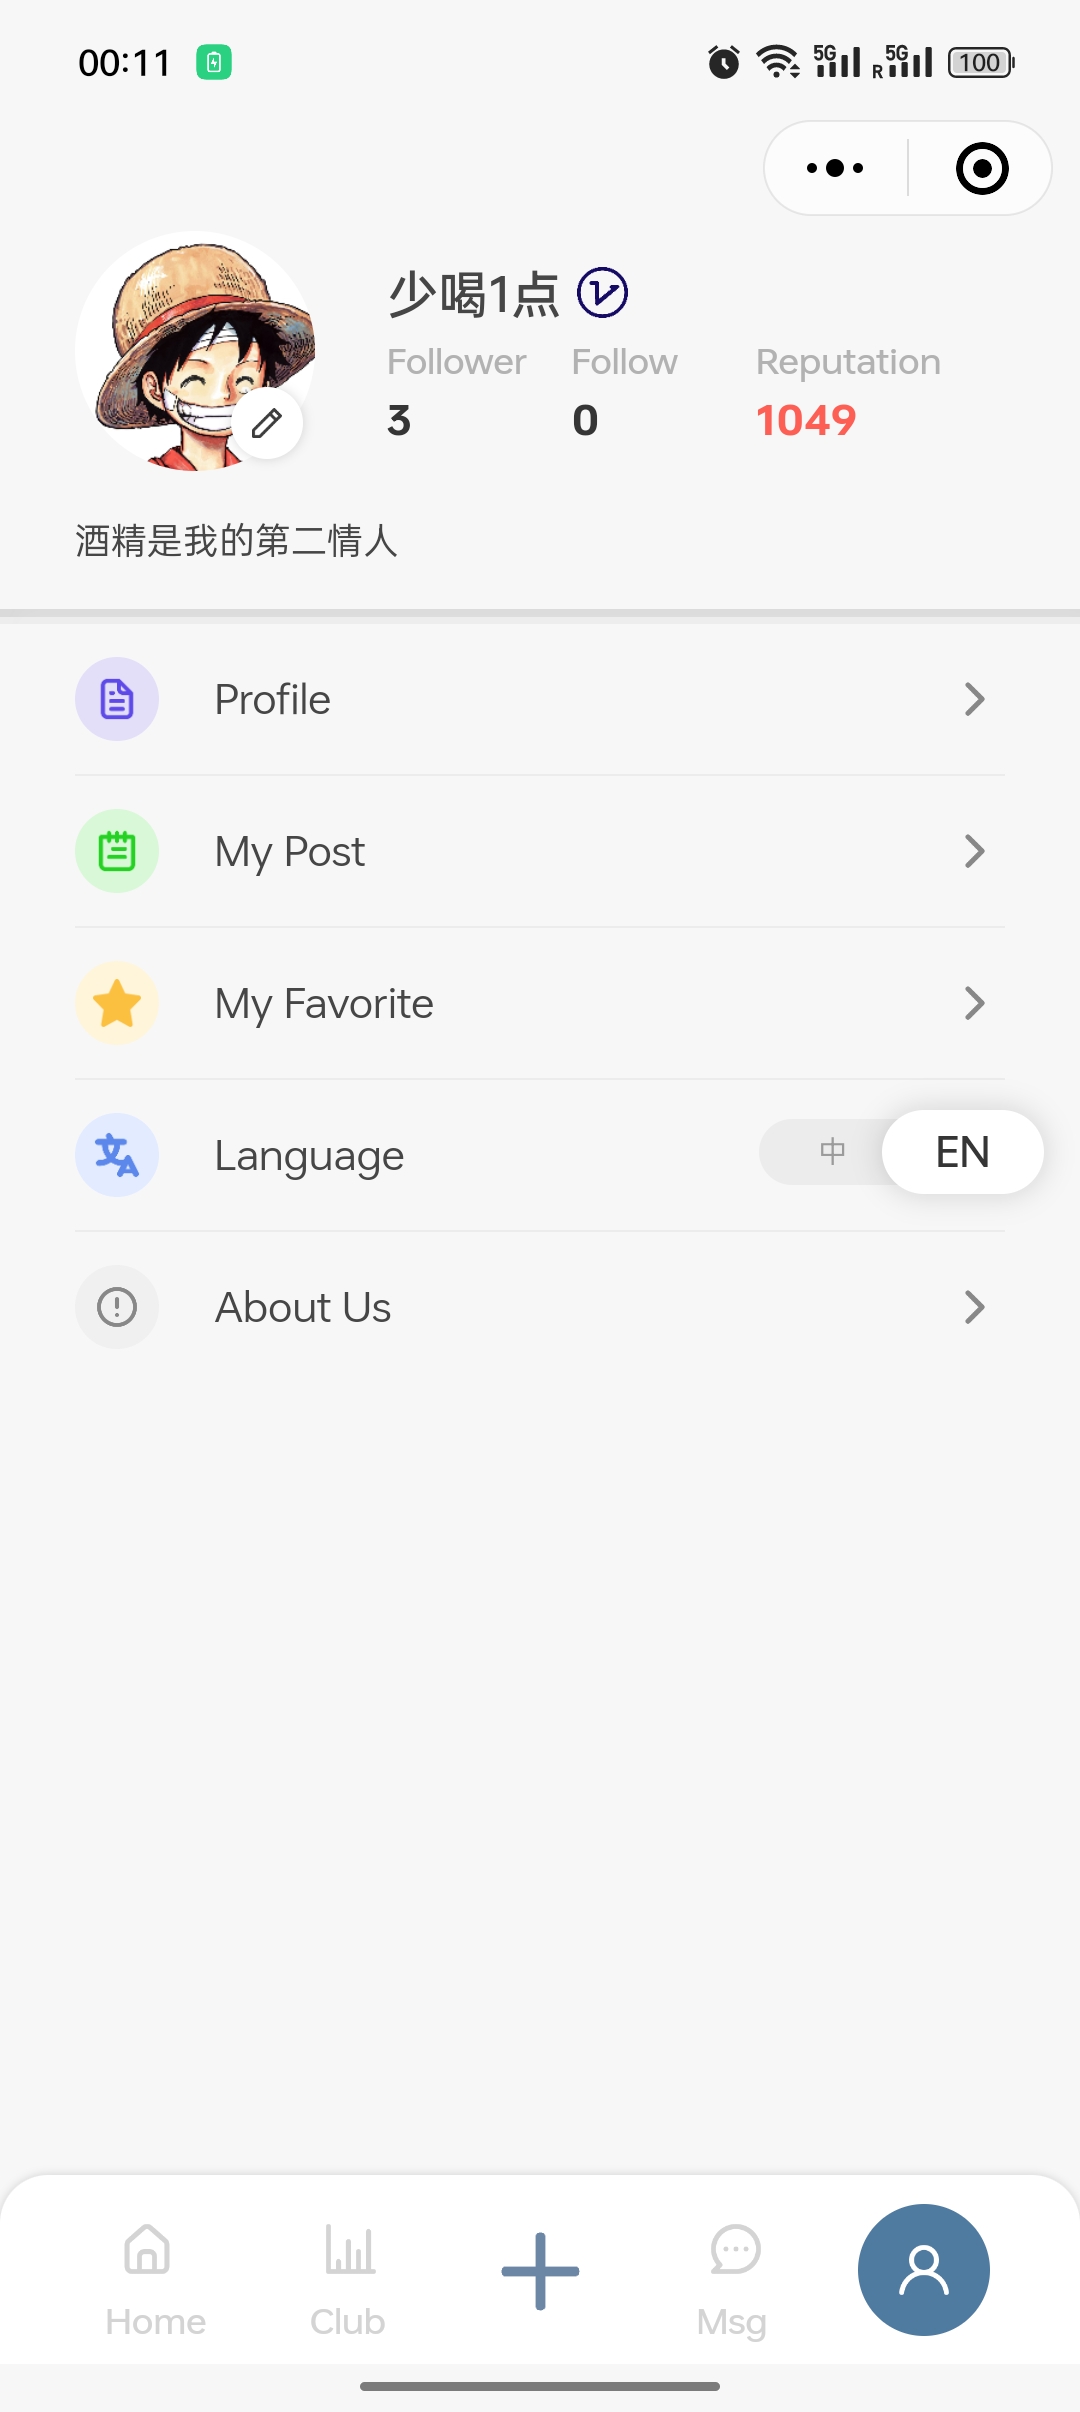 00:11
5G R 5G 100
少喝1点
Follower Follow Reputation
3 0 1049
酒精是我的第二情人
Profile
My Post
My Favorite
Language 中 EN
About Us
Home Club Msg